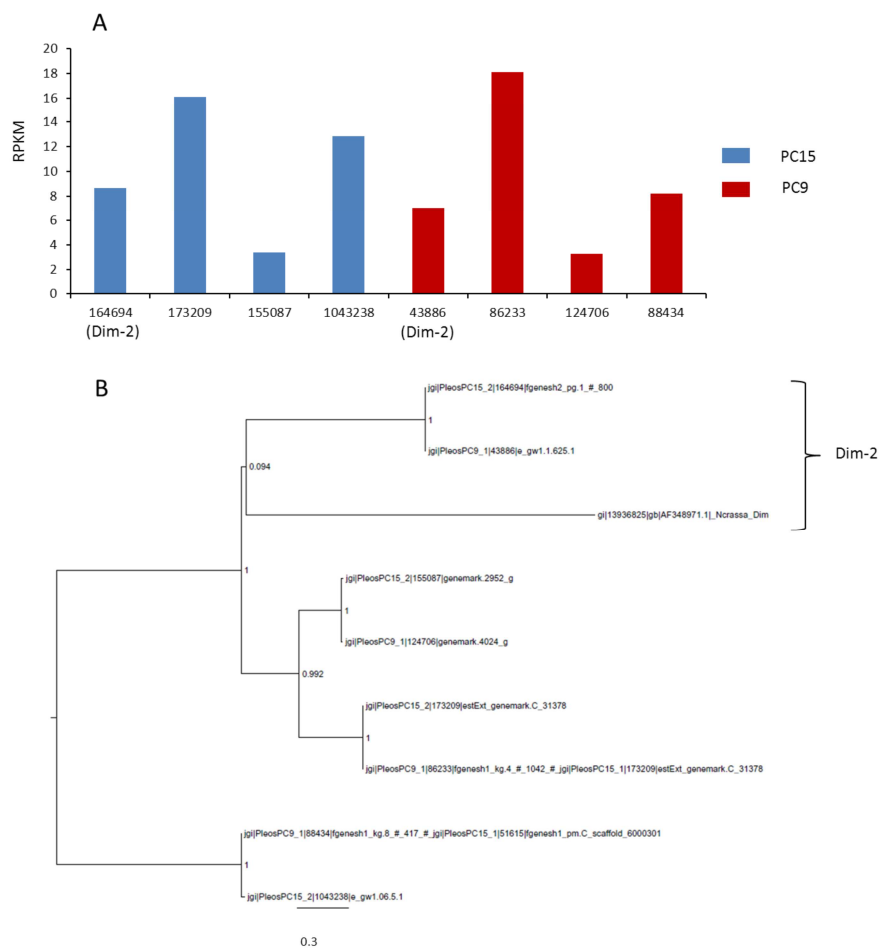 A
20
18
16
14
12
10
8
6
4
2
0
RPKM
164694 173209 155087 1043238 43886 86233 124706 88434
(Dim-2) (Dim-2)
PC15
PC9
B
jgi|PleosPC15_2|164694|fgenesh2_pg.1_#_800
1
jgi|PleosPC9_1|43886|e_gw1.1.625.1
Dim-2
0.094
gi|13936825|gb|AF348971.1|_Ncrassa_Dim
1
jgi|PleosPC15_2|155087|genemark.2952_g
1
jgi|PleosPC9_1|124706|genemark.4024_g
0.992
jgi|PleosPC15_2|173209|estExt_genemark.C_31378
1
jgi|PleosPC9_1|86233|fgenesh1_kg.4_#_1042_#_jgi|PleosPC15_1|173209|estExt_genemark.C_31378
jgi|PleosPC9_1|88434|fgenesh1_kg.8_#_417_#_jgi|PleosPC15_1|51615|fgenesh1_pm.C_scaffold_6000301
1
jgi|PleosPC15_2|1043238|e_gw1.06.5.1
0.3